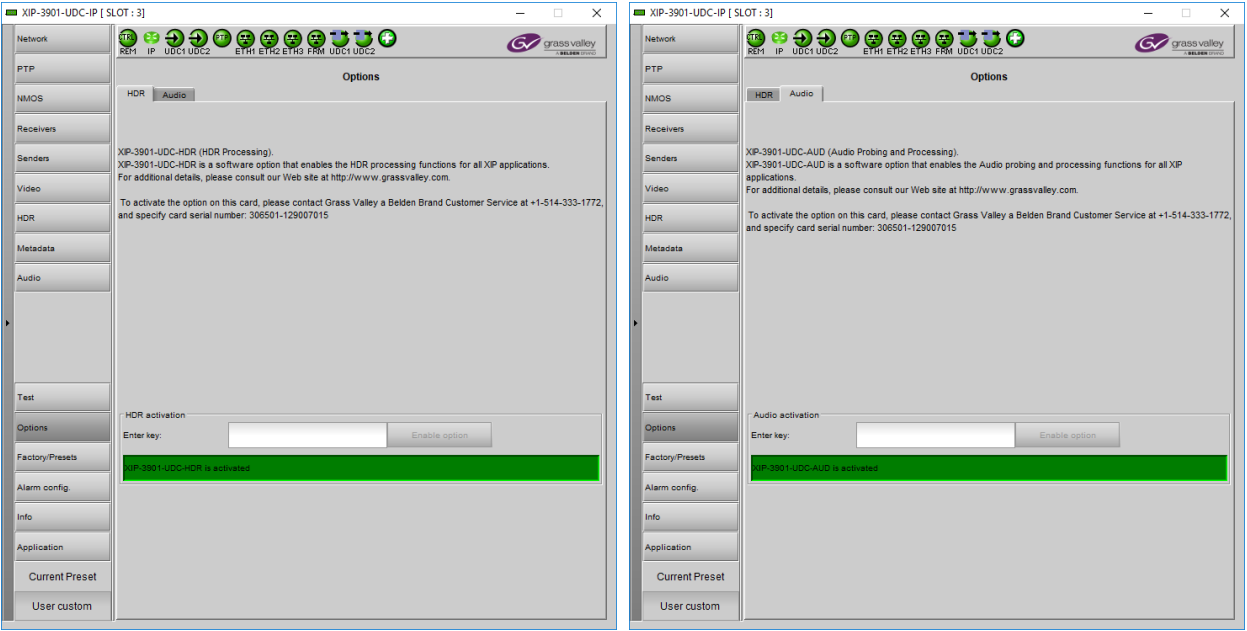 XIP-3901-UDC-IP [ SLOT : 3]
Network
PTP
NMOS
Receivers
Senders
Video
HDR
Metadata
Audio
Test
Options
Factory/Presets
Alarm config.
Info
Application
Current Preset
User custom
CTRL PTP
REM IP UDC1 UDC2 ETH1 ETH2 ETH3 FRM UDC1 UDC2
GV grass valley
A BELDEN BRAND
Options
HDR Audio
XIP-3901-UDC-HDR (HDR Processing).
XIP-3901-UDC-HDR is a software option that enables the HDR processing functions for all XIP applications.
For additional details, please consult our Web site at http://www.grassvalley.com.
To activate the option on this card, please contact Grass Valley a Belden Brand Customer Service at +1-514-333-1772,
and specify card serial number: 306501-129007015
HDR activation
Enter key:
Enable option
XIP-3901-UDC-HDR is activated
XIP-3901-UDC-IP [ SLOT : 3]
Network
PTP
NMOS
Receivers
Senders
Video
HDR
Metadata
Audio
Test
Options
Factory/Presets
Alarm config.
Info
Application
Current Preset
User custom
CTRL PTP
REM IP UDC1 UDC2 ETH1 ETH2 ETH3 FRM UDC1 UDC2
GV grass valley
A BELDEN BRAND
Options
HDR Audio
XIP-3901-UDC-AUD (Audio Probing and Processing).
XIP-3901-UDC-AUD is a software option that enables the Audio probing and processing functions for all XIP
applications.
For additional details, please consult our Web site at http://www.grassvalley.com.
To activate the option on this card, please contact Grass Valley a Belden Brand Customer Service at +1-514-333-1772,
and specify card serial number: 306501-129007015
Audio activation
Enter key:
Enable option
XIP-3901-UDC-AUD is activated